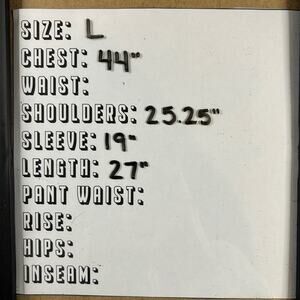 SIZE: L
CHEST: 44"
WAIST:
SHOULDERS: 25.25"
SLEEVE: 19"
LENGTH: 27"
PANT WAIST:
RISE:
HIPS:
INSEAM: